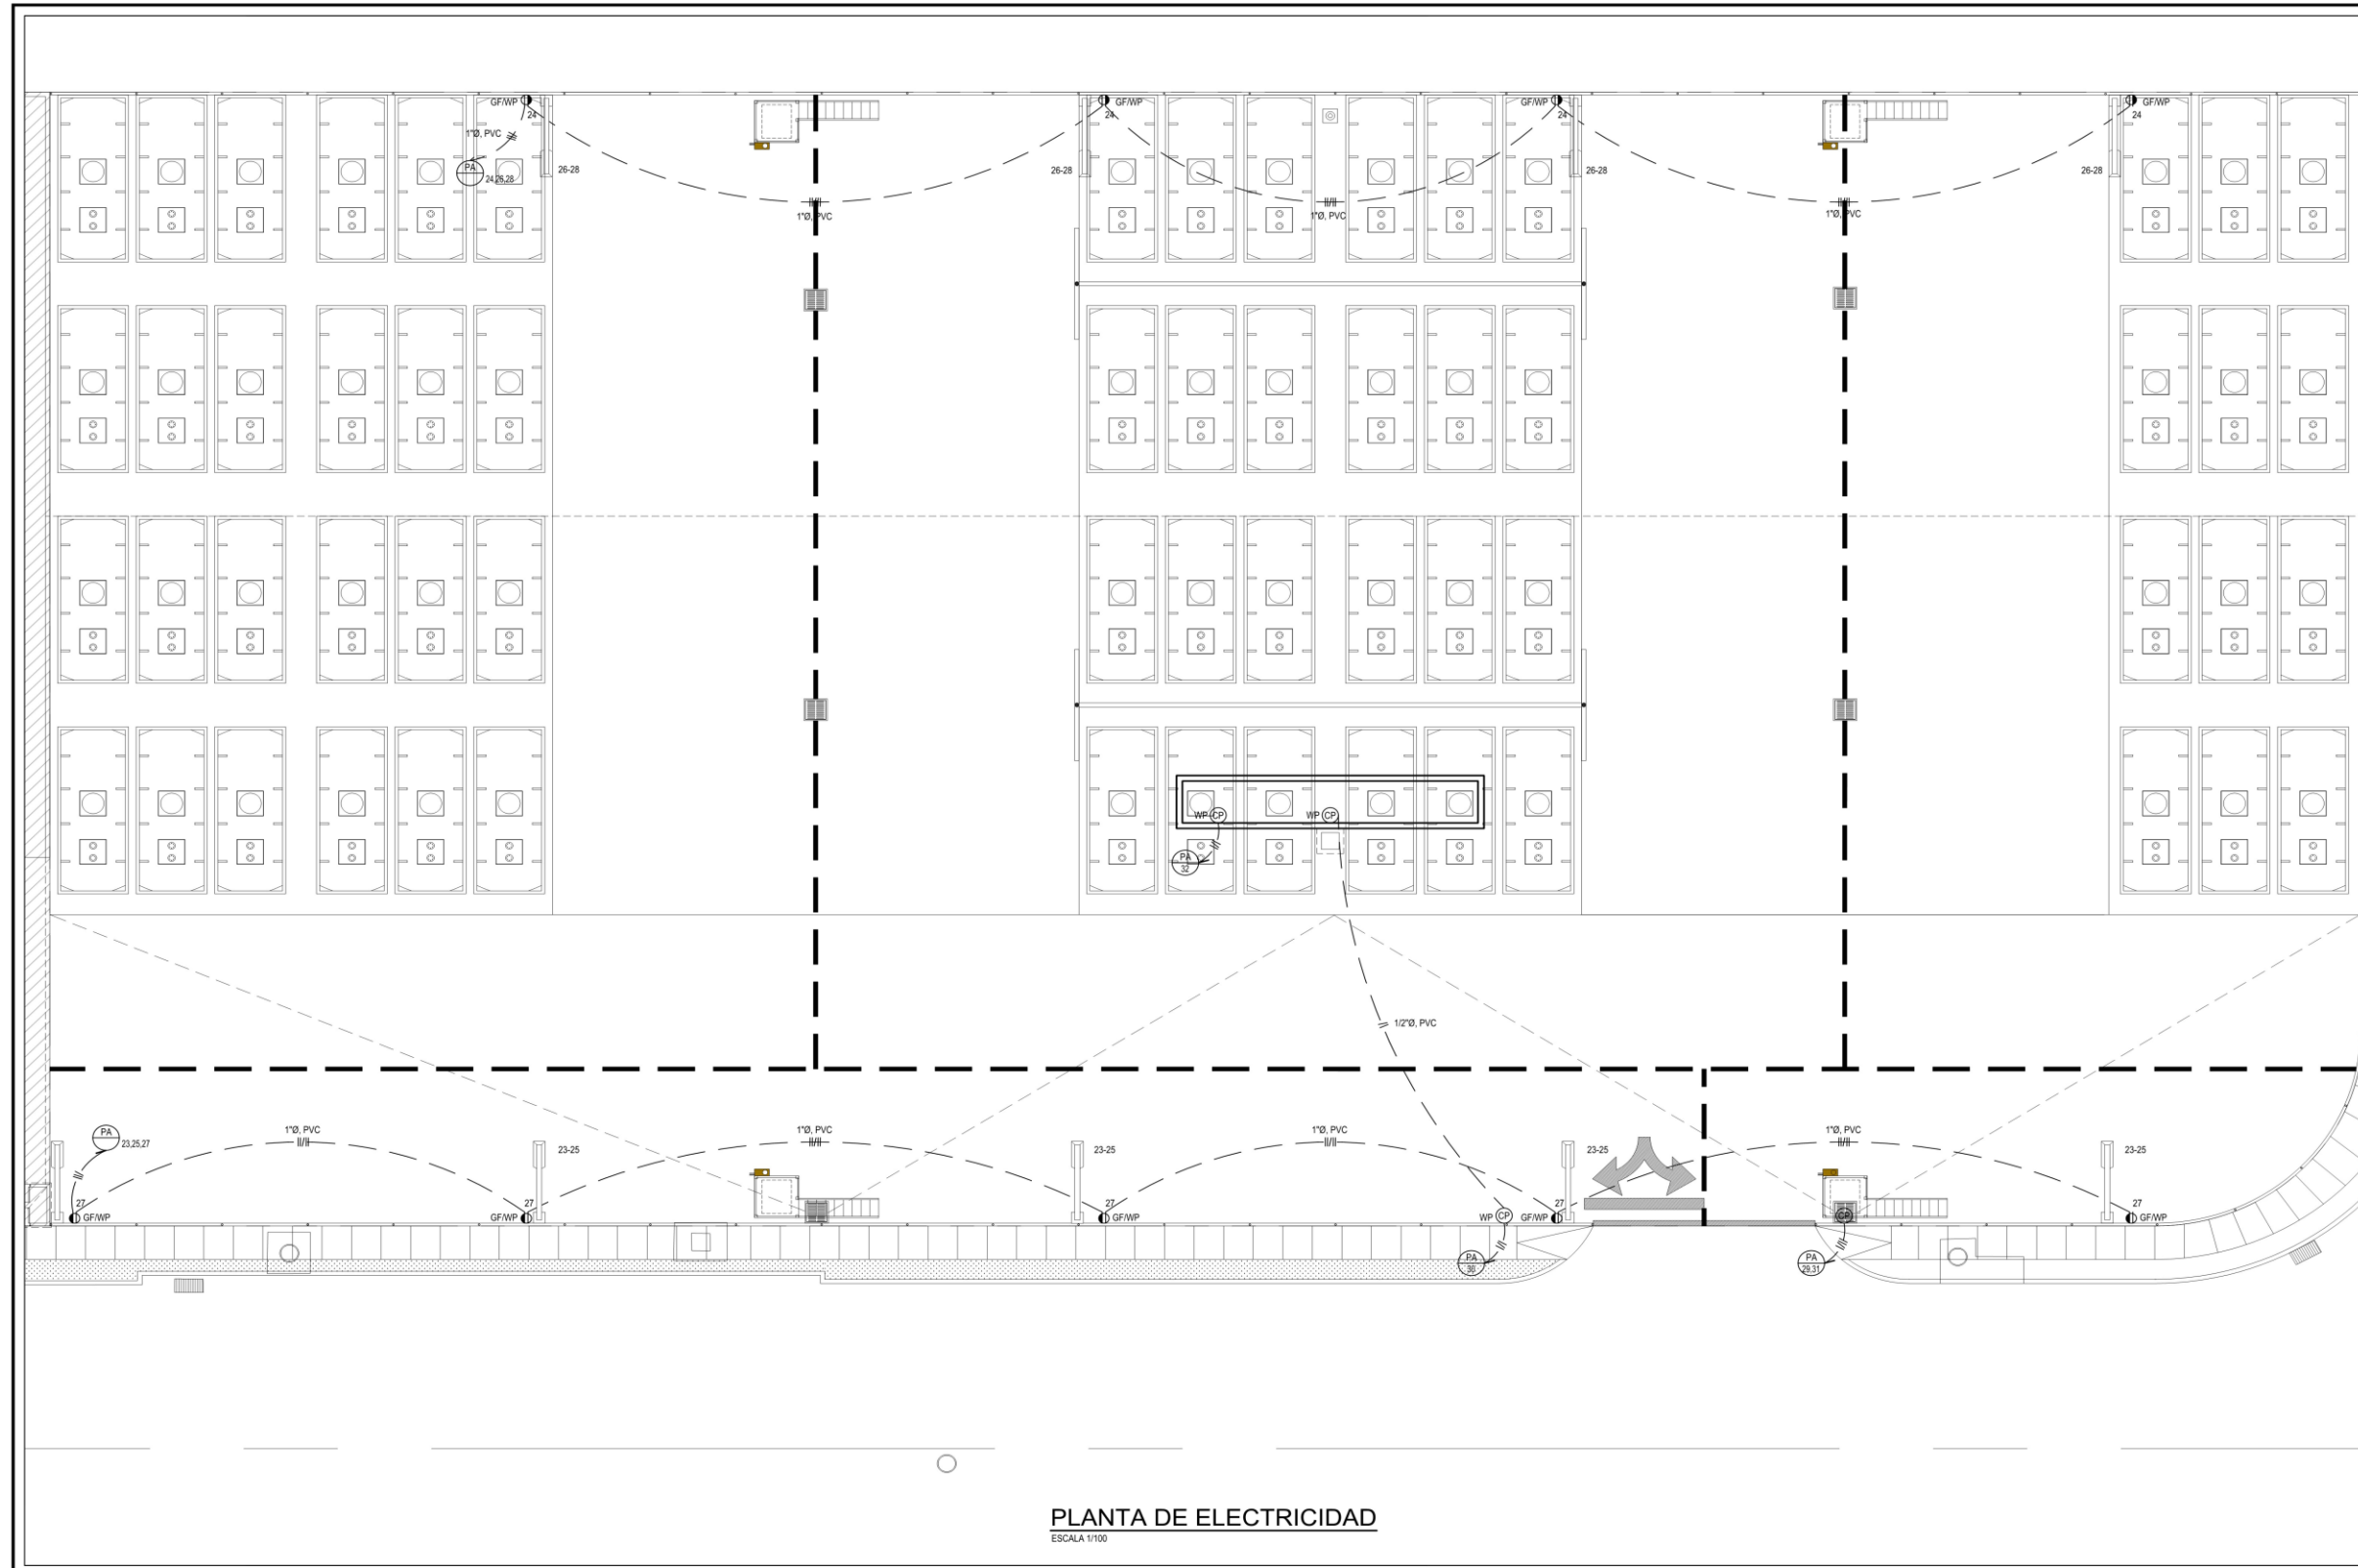 GF/WP
24
GF/WP
24
GF/WP
24
GF/WP
24
1"Ø, PVC
PA
24,26,28
26-28
26-28
26-28
26-28
1"Ø, PVC
1"Ø, PVC
1"Ø, PVC
WP CP
WP CP
PA
32
1/2"Ø, PVC
PA
23,25,27
1"Ø, PVC
1"Ø, PVC
1"Ø, PVC
1"Ø, PVC
23-25
23-25
23-25
23-25
GF/WP
27
GF/WP
27
GF/WP
WP CP
27
GF/WP
CP
GF/WP
PA
30
PA
29,31
PLANTA DE ELECTRICIDAD
ESCALA 1/100